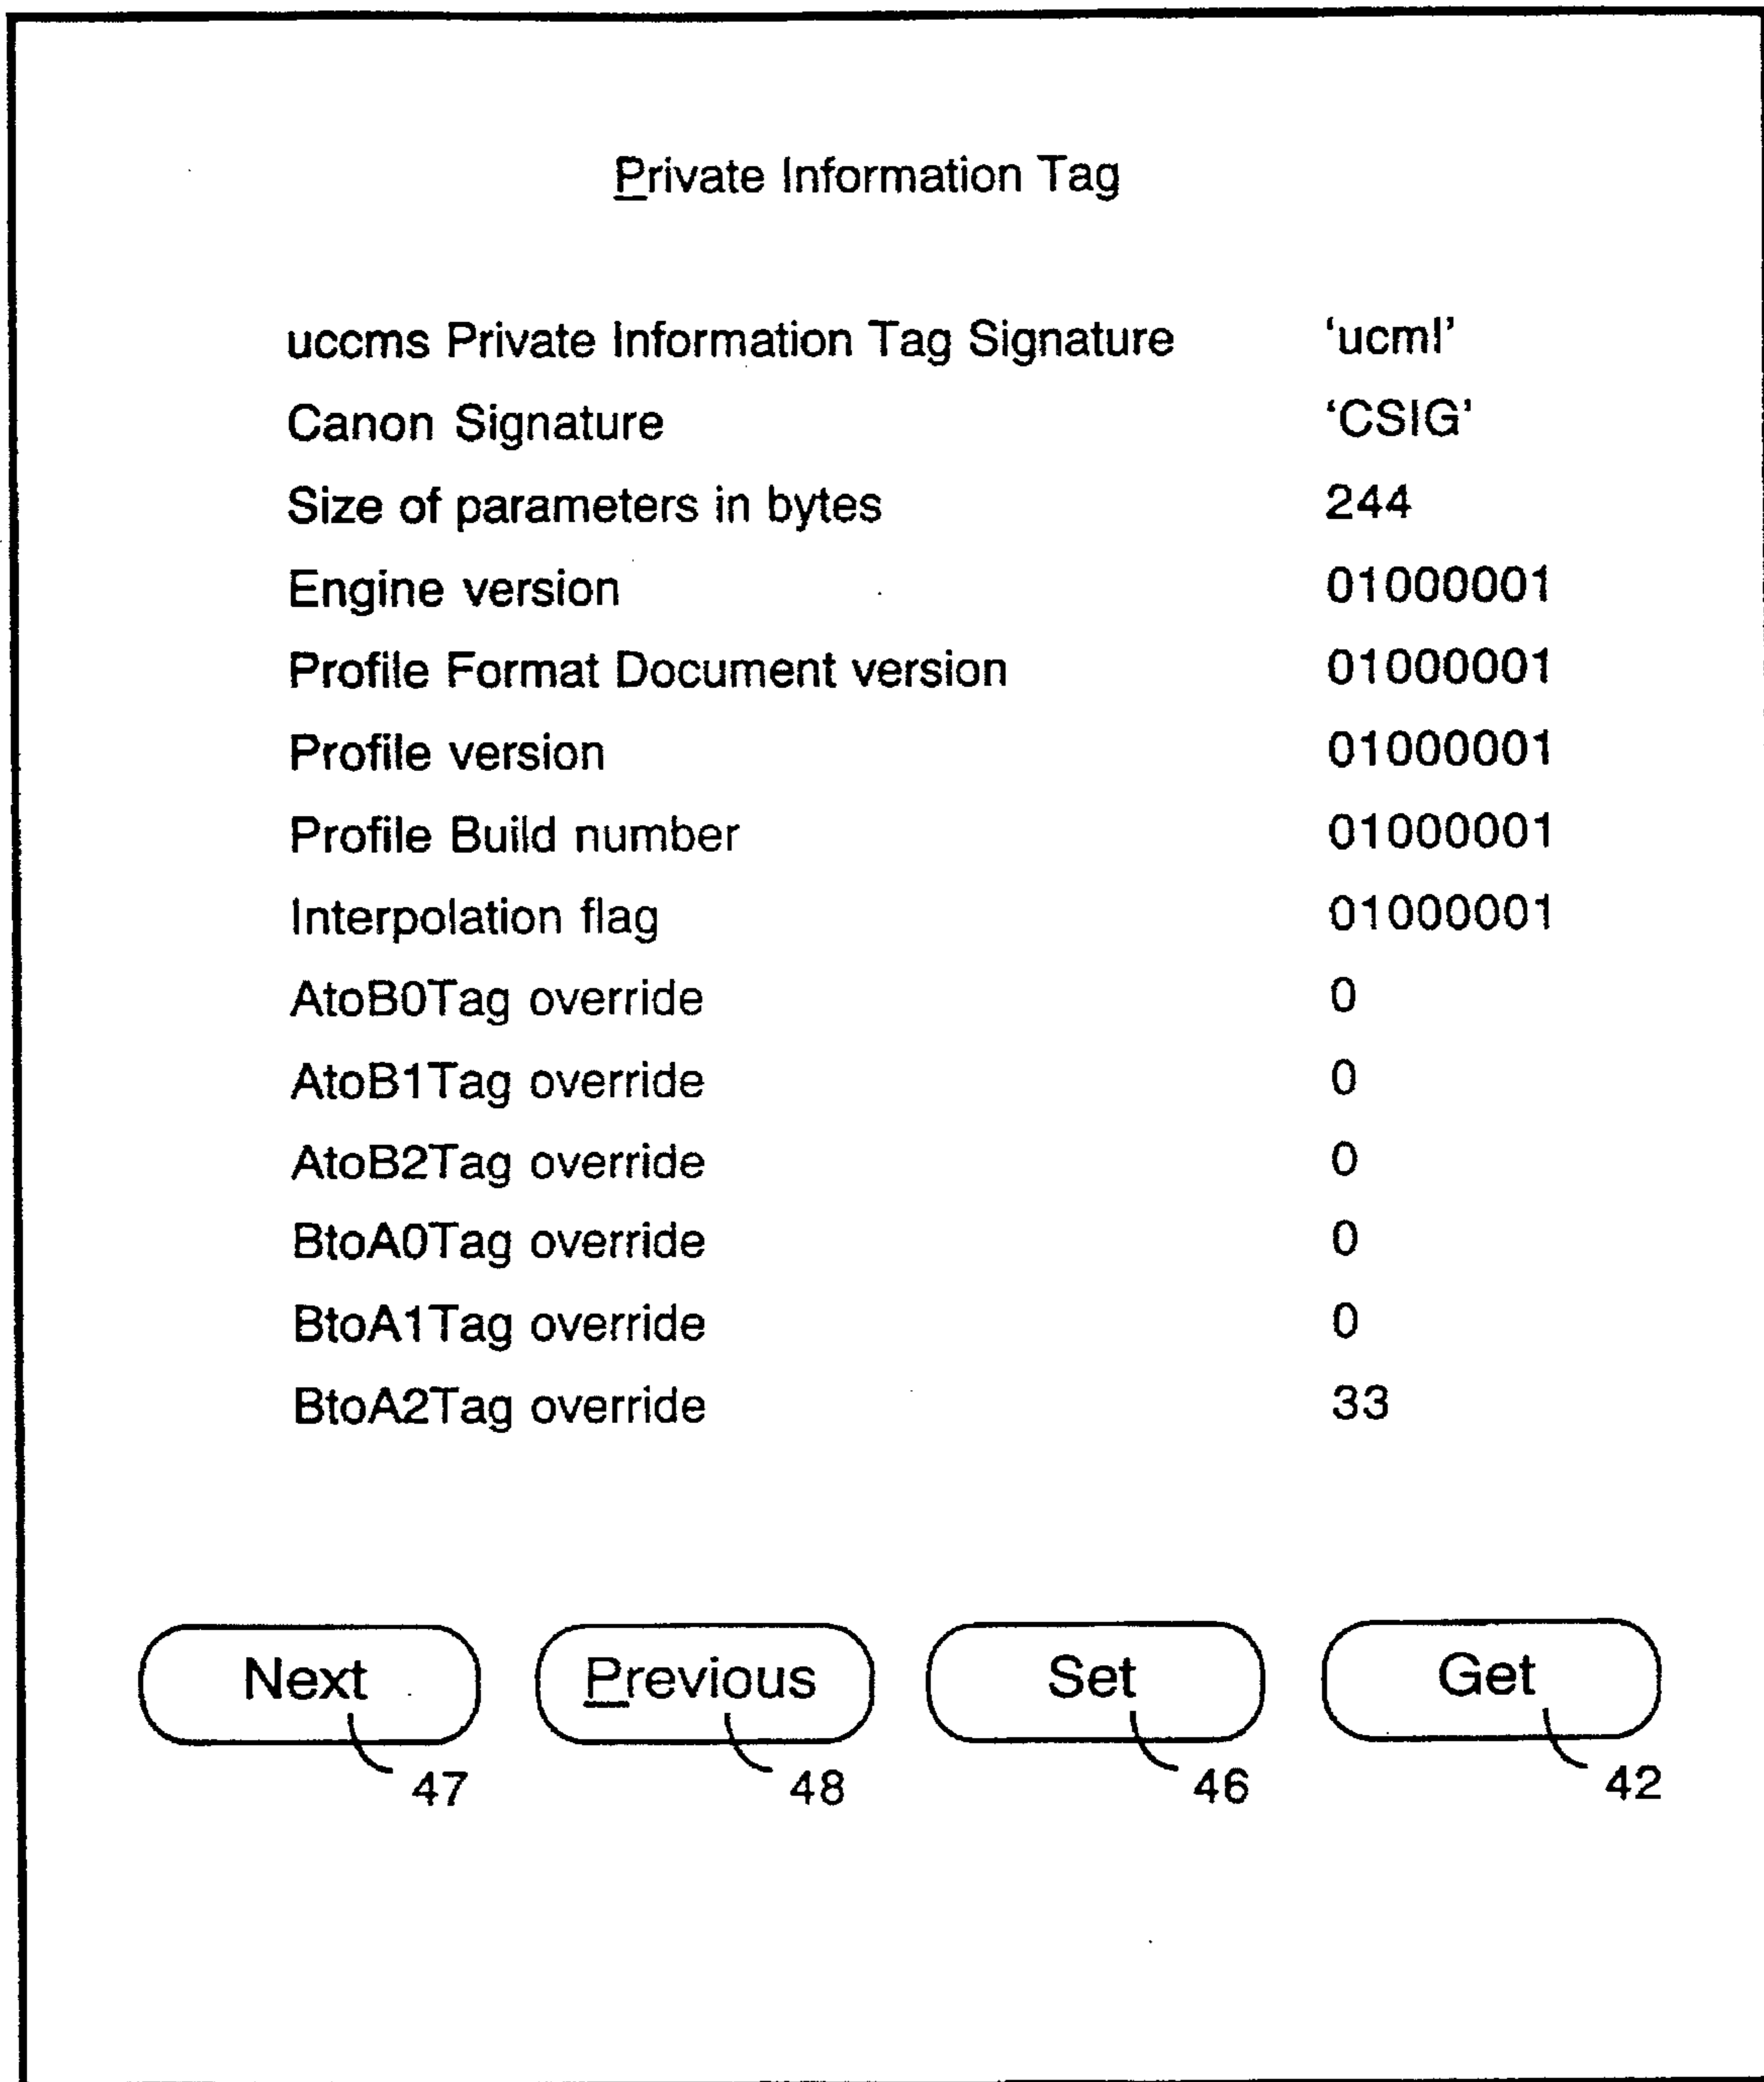 Private Information Tag
uccms Private Information Tag Signature ‘ucmI’
Canon Signature ‘CSIG’
Size of parameters in bytes 244
Engine version 01000001
Profile Format Document version 01000001
Profile version 01000001
Profile Build number 01000001
Interpolation flag 01000001
AtoB0Tag override 0
AtoB1Tag override 0
AtoB2Tag override 0
BtoA0Tag override 0
BtoA1Tag override 0
BtoA2Tag override 33
Next Previous Set Get
47 48 46 42